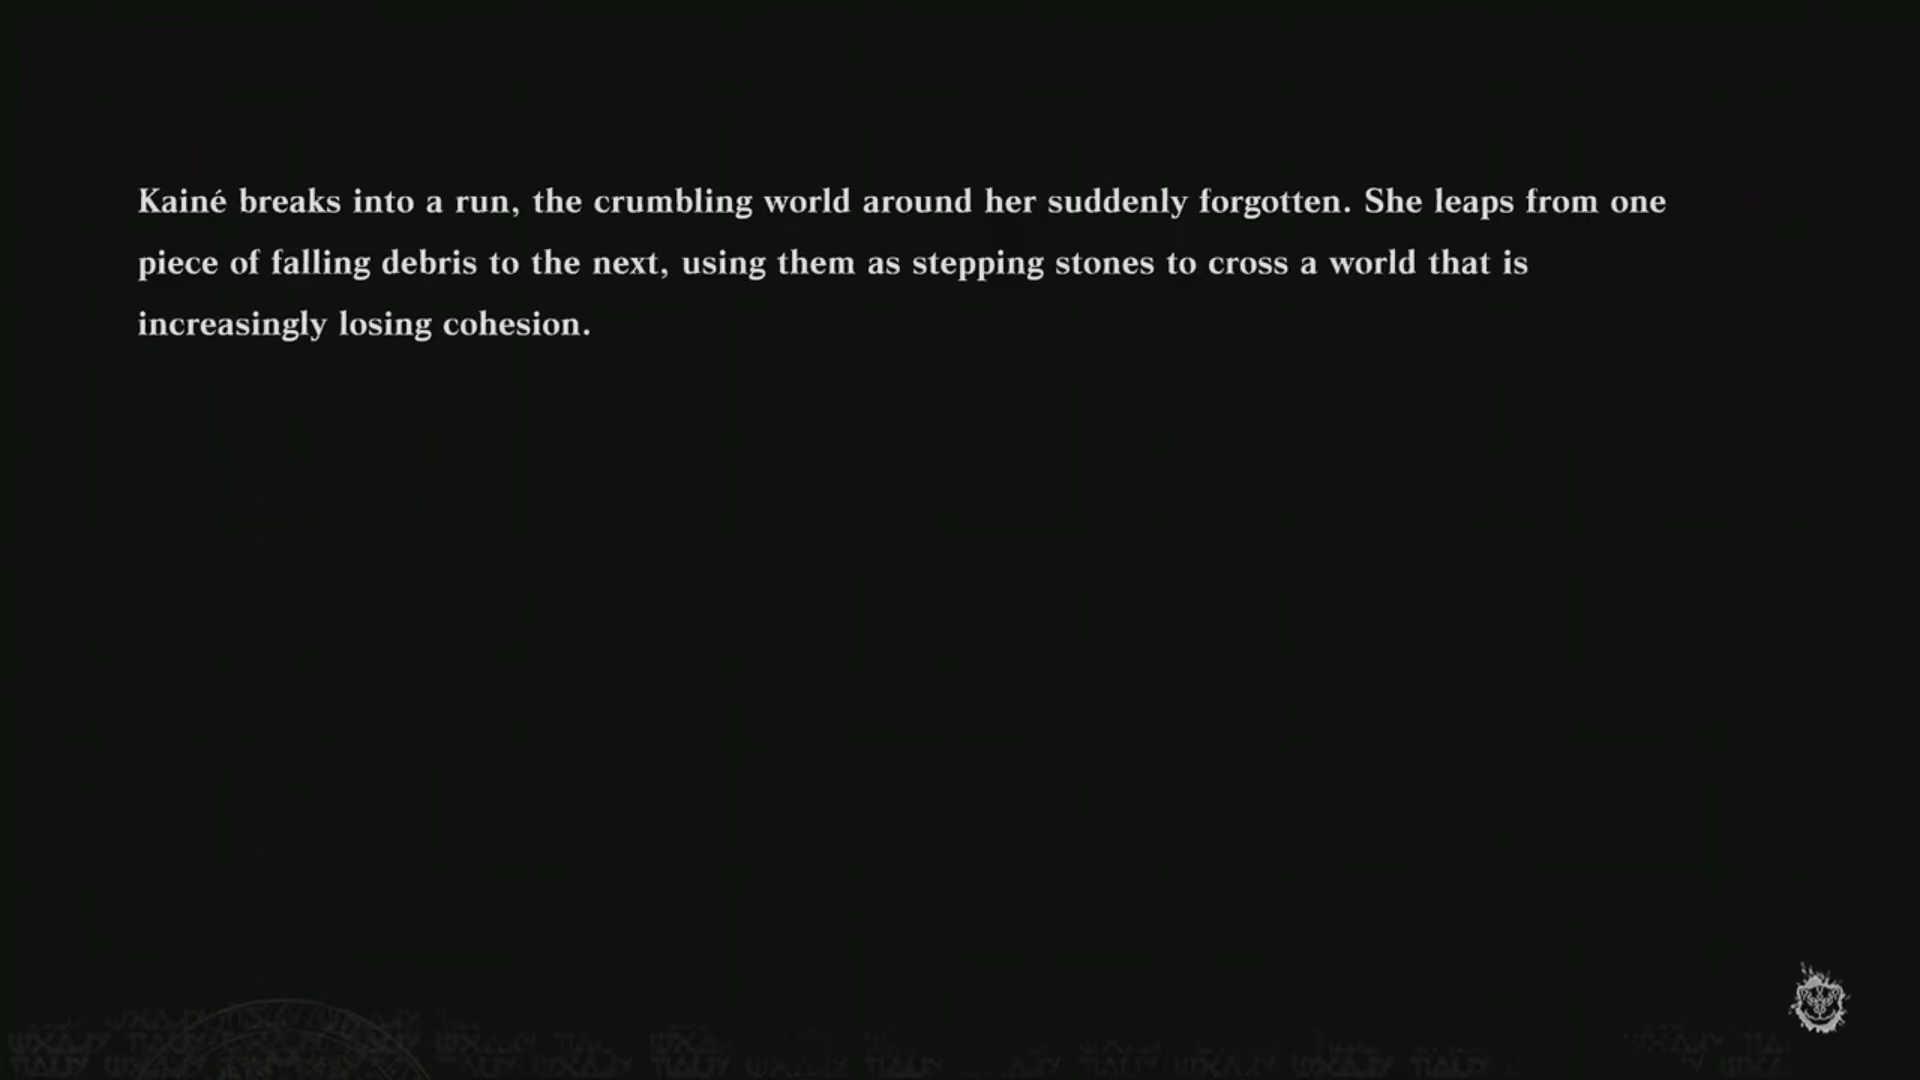 Kainé breaks into a run, the crumbling world around her suddenly forgotten. She leaps from one
piece of falling debris to the next, using them as stepping stones to cross a world that is
increasingly losing cohesion.